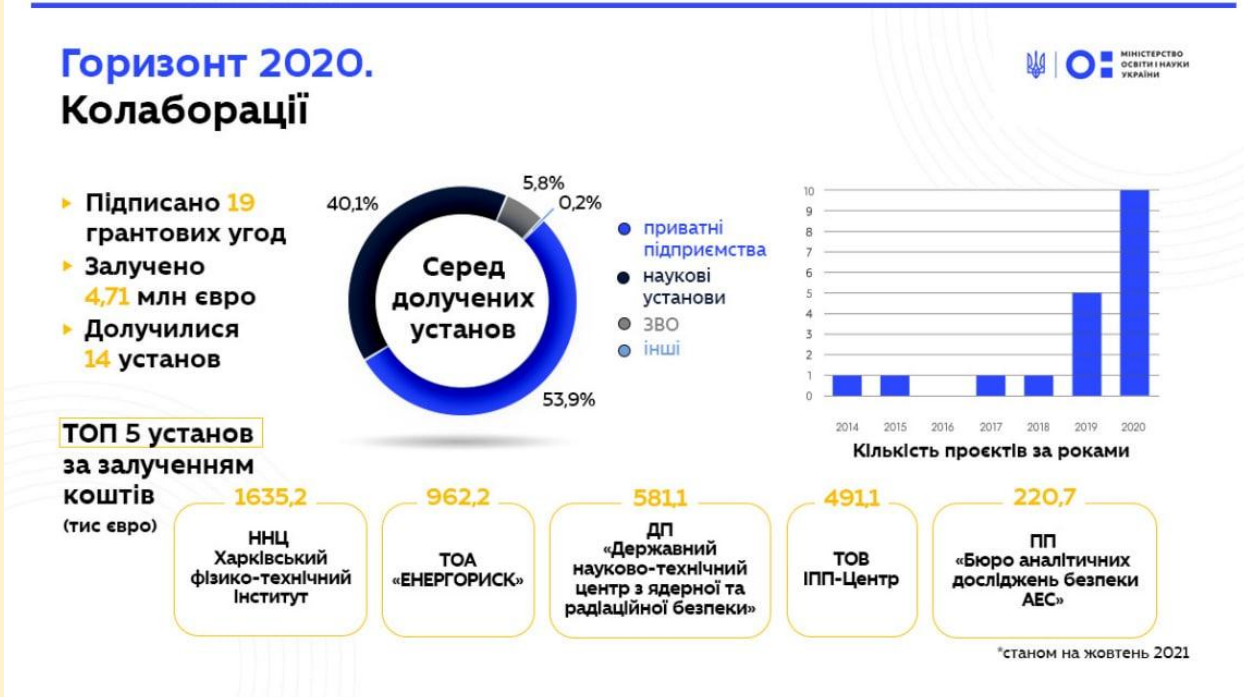 Горизонт 2020.
Колаборації
МІНІСТЕРСТВО
ОСВІТИ І НАУКИ
УКРАЇНИ
Підписано 19
грантових угод
Залучено
4,71 млн євро
Долучилися
14 установ
40,1%
5,8%
0,2%
53,9%
Серед
долучених
установ
приватні
підприємства
наукові
установи
ЗВО
інші
10
9
8
7
6
5
4
3
2
1
0
2014 2015 2016 2017 2018 2019 2020
Кількість проєктів за роками
ТОП 5 установ
за залученням
коштів
(тис євро)
1635,2
ННЦ
Харківський
фізико-технічний
інститут
962,2
ТОА
«ЕНЕРГОРИСК»
581,1
ДП
«Державний
науково-технічний
центр з ядерної та
радіаційної безпеки»
491,1
ТОВ
ІПП-Центр
220,7
ПП
«Бюро аналітичних
досліджень безпеки
АЕС»
*станом на жовтень 2021